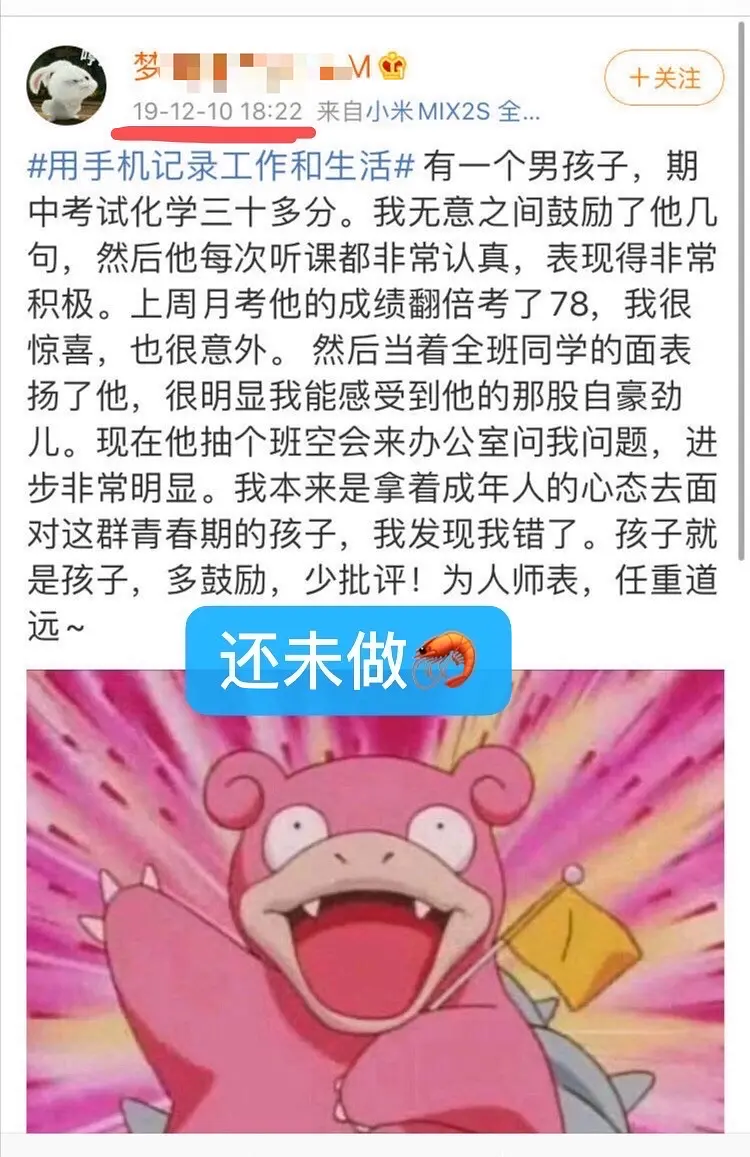 哼
梦 M
19-12-10 18:22 来自小米MIX2S 全...
+关注
#用手机记录工作和生活# 有一个男孩子，期
中考试化学三十多分。我无意之间鼓励了他几
句，然后他每次听课都非常认真，表现得非常
积极。上周月考他的成绩翻倍考了78，我很
惊喜，也很意外。 然后当着全班同学的面表
扬了他，很明显我能感受到他的那股自豪劲
儿。现在他抽个班空会来办公室问我问题，进
步非常明显。我本来是拿着成年人的心态去面
对这群青春期的孩子，我发现我错了。孩子就
是孩子，多鼓励，少批评！为人师表，任重道
远~
还未做🦐